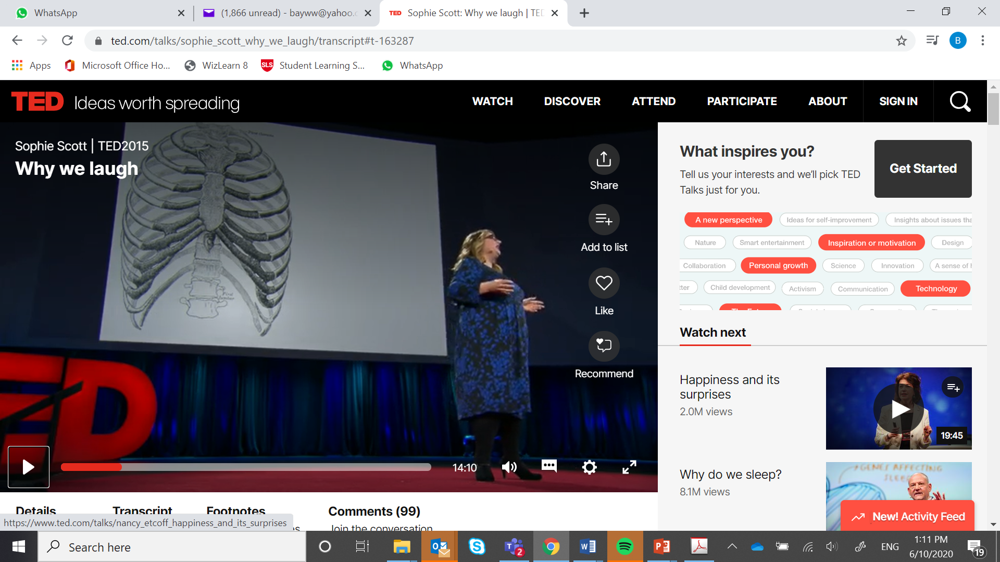 WhatsApp
(1,866 unread) - bayww@yahoo.c
TED Sophie Scott: Why we laugh | TE
ted.com/talks/sophie_scott_why_we_laugh/transcript#t-163287
B
Apps
Microsoft Office Ho...
WizLearn 8
SLS Student Learning S...
WhatsApp
TED Ideas worth spreading
WATCH
DISCOVER
ATTEND
PARTICIPATE
ABOUT
SIGN IN
Sophie Scott | TED2015
Why we laugh
Share
Add to list
Like
Recommend
14:10
What inspires you?
Tell us your interests and we'll pick TED
Talks just for you.
Get Started
A new perspective
Ideas for self-improvement
Insights about issues tha
Nature
Smart entertainment
Inspiration or motivation
Design
Collaboration
Personal growth
Science
Innovation
A sense of
tter
Child development
Activism
Communication
Technology
Watch next
Happiness and its
surprises
2.0M views
19:45
Why do we sleep?
8.1M views
GENES AFFECTING
SLEEP
New! Activity Feed
Details
Transcript
Footnotes
Comments (99)
Join the conversation
https://www.ted.com/talks/nancy_etcoff_happiness_and_its_surprises
Search here
2
ENG
1:11 PM
6/10/2020
19